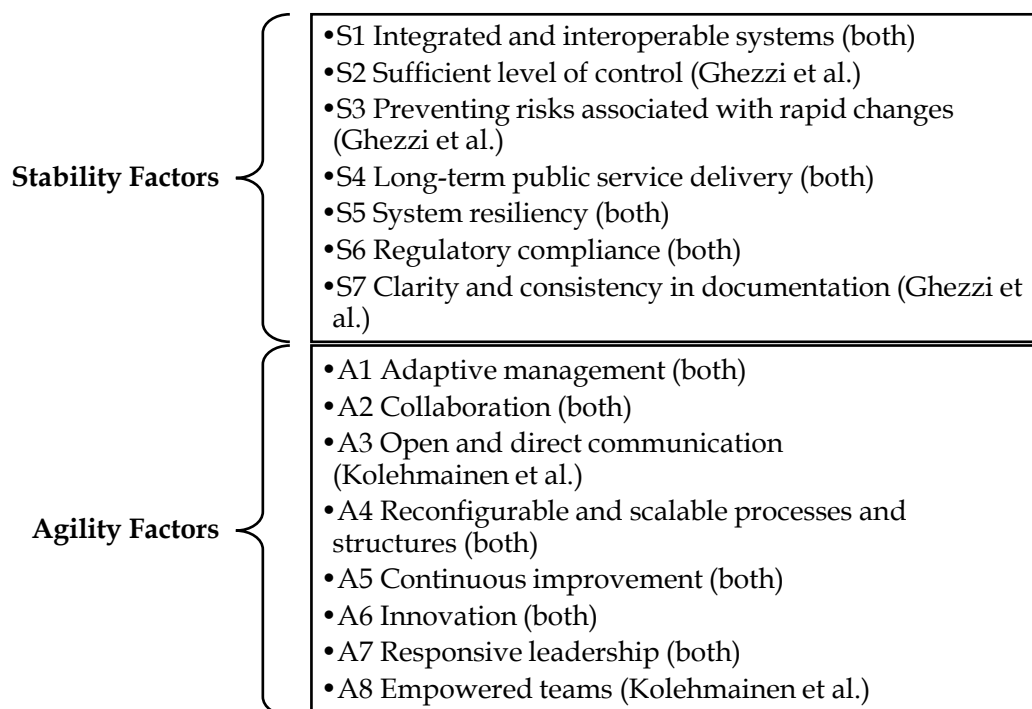 Stability Factors
•S1 Integrated and interoperable systems (both)
•S2 Sufficient level of control (Ghezzi et al.)
•S3 Preventing risks associated with rapid changes
(Ghezzi et al.)
•S4 Long-term public service delivery (both)
•S5 System resiliency (both)
•S6 Regulatory compliance (both)
•S7 Clarity and consistency in documentation (Ghezzi et
al.)
Agility Factors
•A1 Adaptive management (both)
•A2 Collaboration (both)
•A3 Open and direct communication
(Kolehmainen et al.)
•A4 Reconfigurable and scalable processes and
structures (both)
•A5 Continuous improvement (both)
•A6 Innovation (both)
•A7 Responsive leadership (both)
•A8 Empowered teams (Kolehmainen et al.)